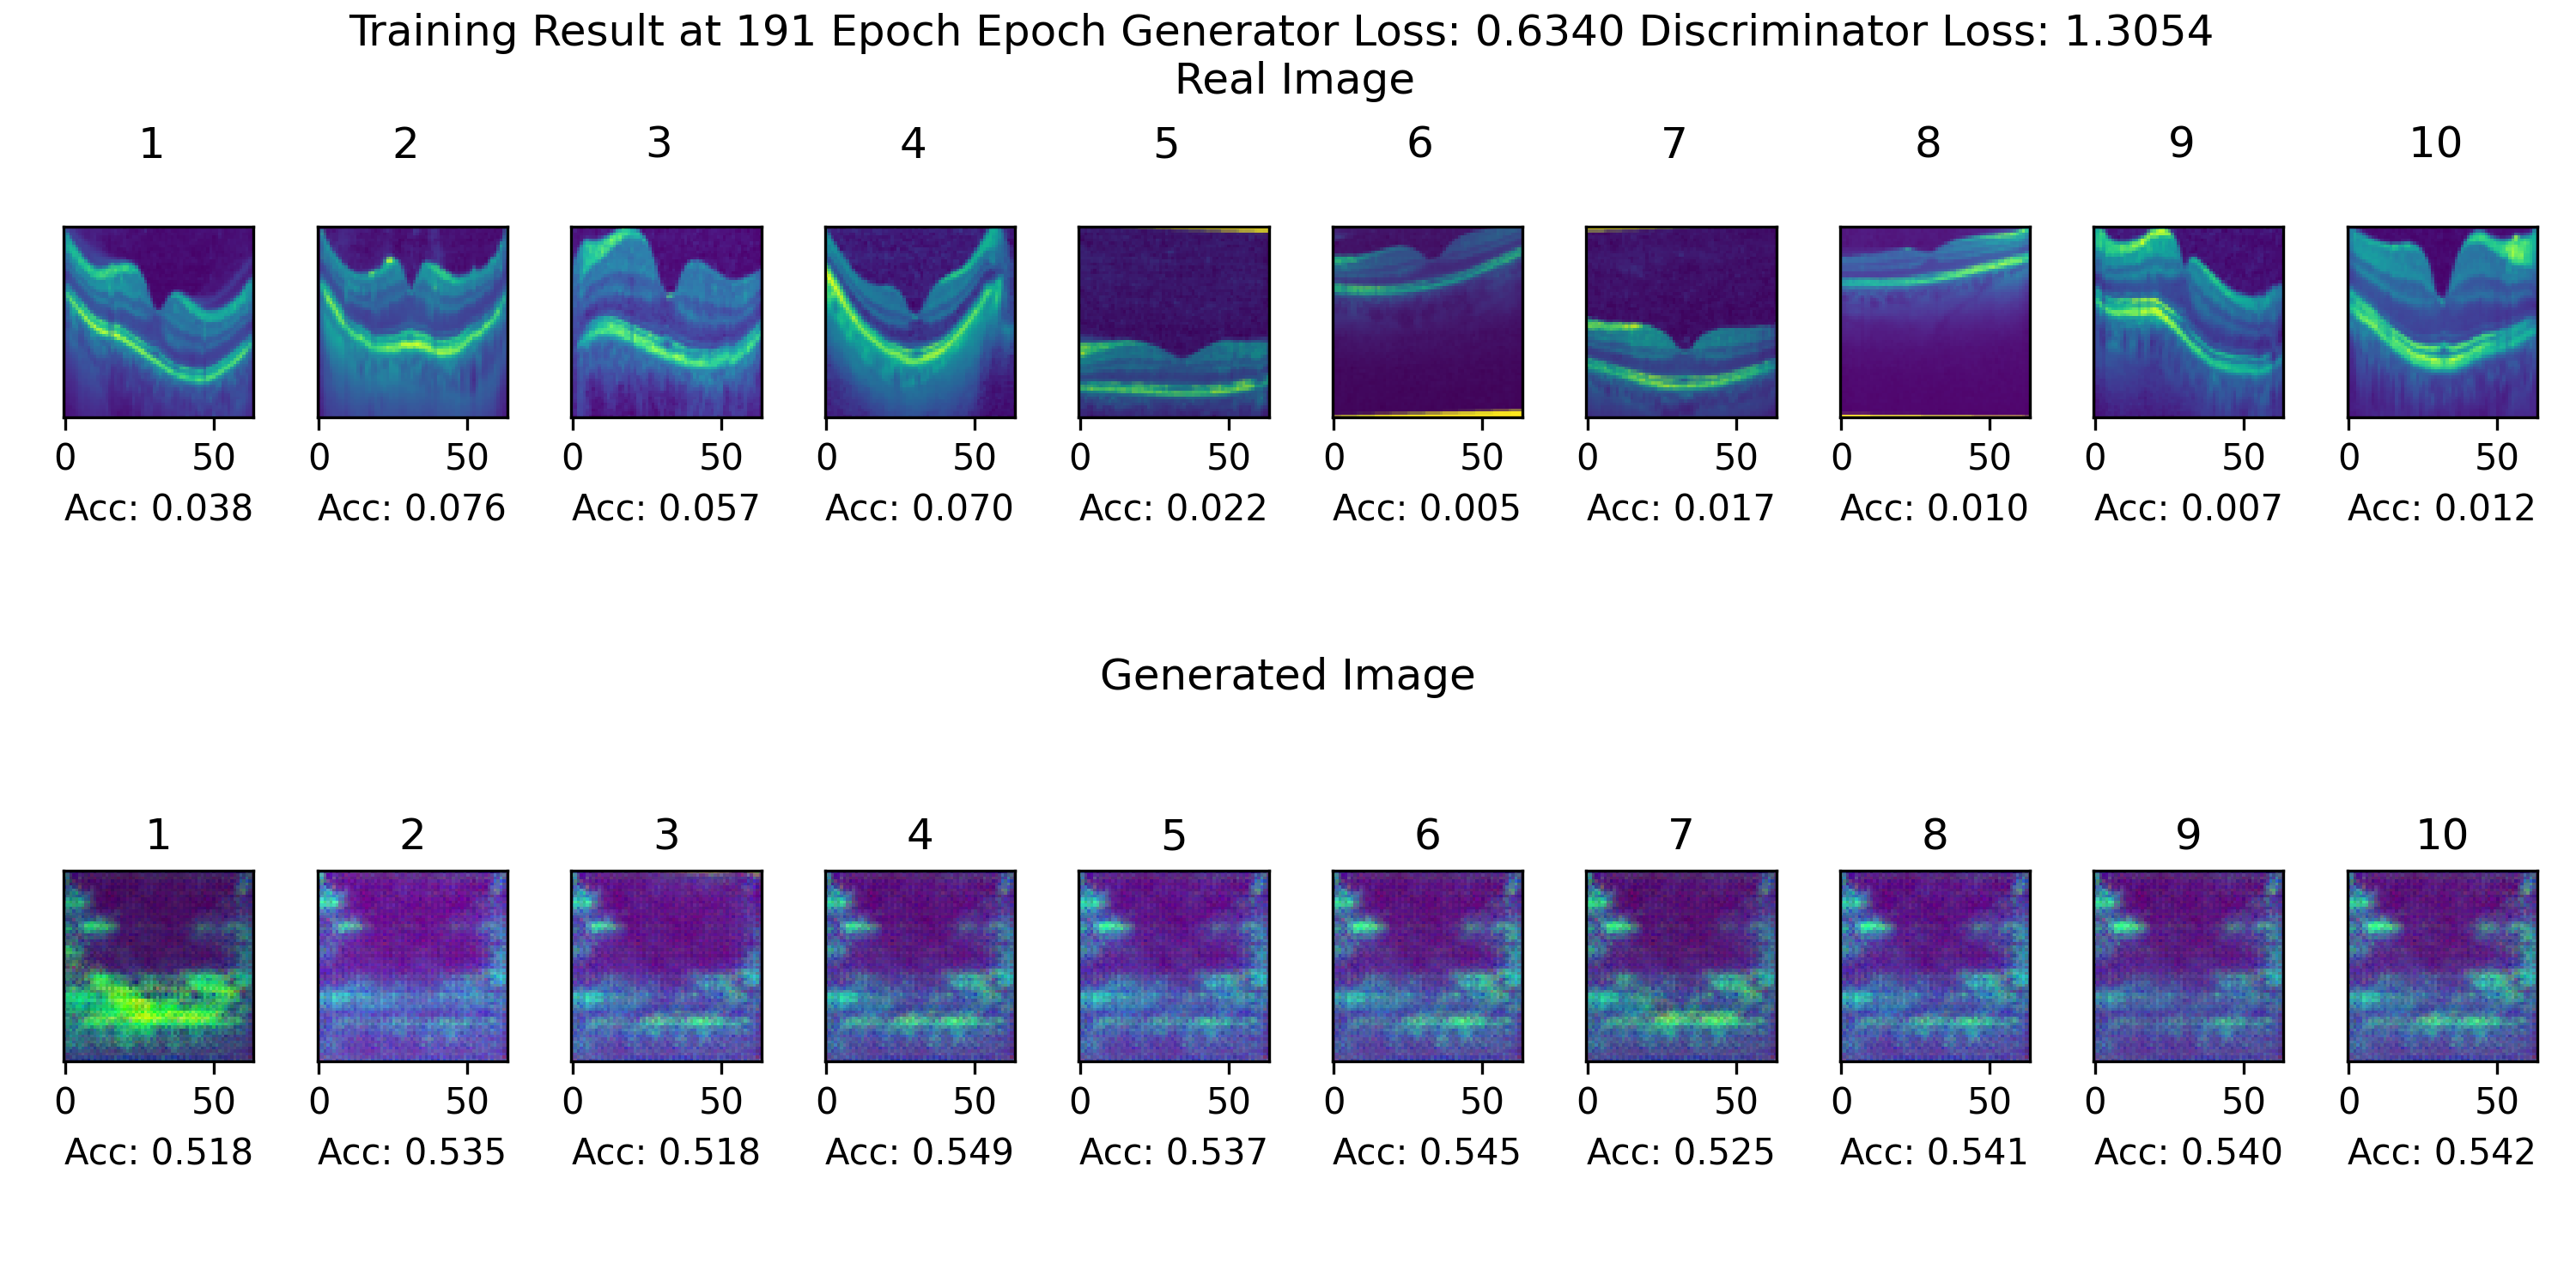 Training Result at 191 Epoch Epoch Generator Loss: 0.6340 Discriminator Loss: 1.3054
Real Image
1 2 3 4 5 6 7 8 9 10
0 50 0 50 0 50 0 50 0 50 0 50 0 50 0 50 0 50 0 50
Acc: 0.038 Acc: 0.076 Acc: 0.057 Acc: 0.070 Acc: 0.022 Acc: 0.005 Acc: 0.017 Acc: 0.010 Acc: 0.007 Acc: 0.012
Generated Image
1 2 3 4 5 6 7 8 9 10
0 50 0 50 0 50 0 50 0 50 0 50 0 50 0 50 0 50 0 50
Acc: 0.518 Acc: 0.535 Acc: 0.518 Acc: 0.549 Acc: 0.537 Acc: 0.545 Acc: 0.525 Acc: 0.541 Acc: 0.540 Acc: 0.542